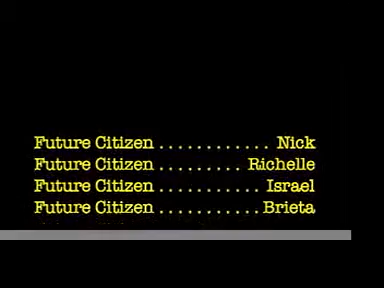 Future Citizen . . . . . . . . . . . . Nick
Future Citizen . . . . . . . . . Richelle
Future Citizen . . . . . . . . . . . Israel
Future Citizen . . . . . . . . . . . Brieta